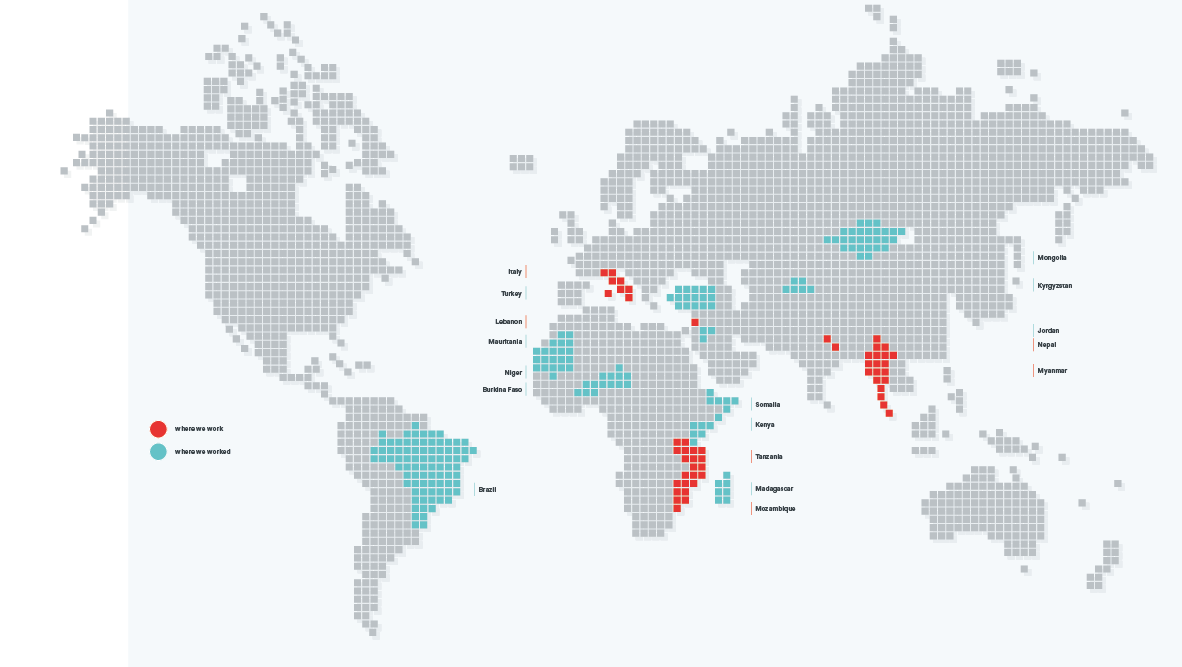 Italy
Turkey
Lebanon
Mauritania
Niger
Burkina Faso
where we work
where we worked
Brazil
Somalia
Kenya
Tanzania
Madagascar
Mozambique
Mongolia
Kyrgyzstan
Jordan
Nepal
Myanmar